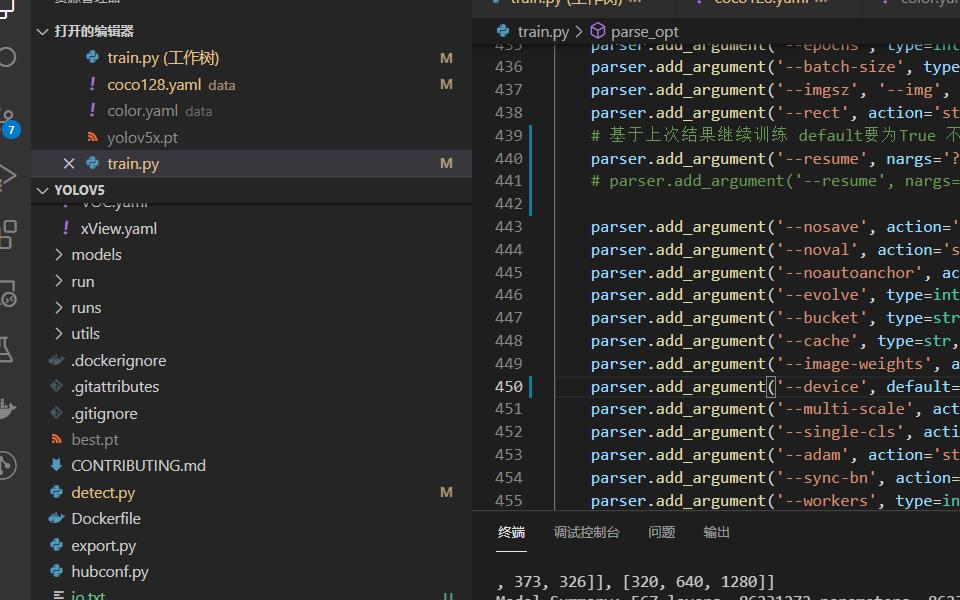 资源管理器
打开的编辑器
train.py (工作树) M
coco128.yaml data M
color.yaml data
yolov5x.pt
train.py M
7
YOLOV5
VOC.yaml
xView.yaml
models
run
runs
utils
.dockerignore
.gitattributes
.gitignore
best.pt
CONTRIBUTING.md
detect.py M
Dockerfile
export.py
hubconf.py
io.txt U
train.py (工作树) M
coco128.yaml M
color.yaml
train.py > parse_opt
435 parser.add_argument('--epochs', type=int
436 parser.add_argument('--batch-size', type
437 parser.add_argument('--imgsz', '--img',
438 parser.add_argument('--rect', action='st
439 # 基于上次结果继续训练 default要为True 不
440 parser.add_argument('--resume', nargs='?
441 # parser.add_argument('--resume', nargs=
442
443 parser.add_argument('--nosave', action='
444 parser.add_argument('--noval', action='s
445 parser.add_argument('--noautoanchor', ac
446 parser.add_argument('--evolve', type=int
447 parser.add_argument('--bucket', type=str
448 parser.add_argument('--cache', type=str,
449 parser.add_argument('--image-weights', a
450 parser.add_argument('--device', default=
451 parser.add_argument('--multi-scale', act
452 parser.add_argument('--single-cls', acti
453 parser.add_argument('--adam', action='st
454 parser.add_argument('--sync-bn', action=
455 parser.add_argument('--workers', type=in
终端 调试控制台 问题 输出
, 373, 326]], [320, 640, 1280]]
Model Summary: 567 layers, 86231272 parameters, 8623